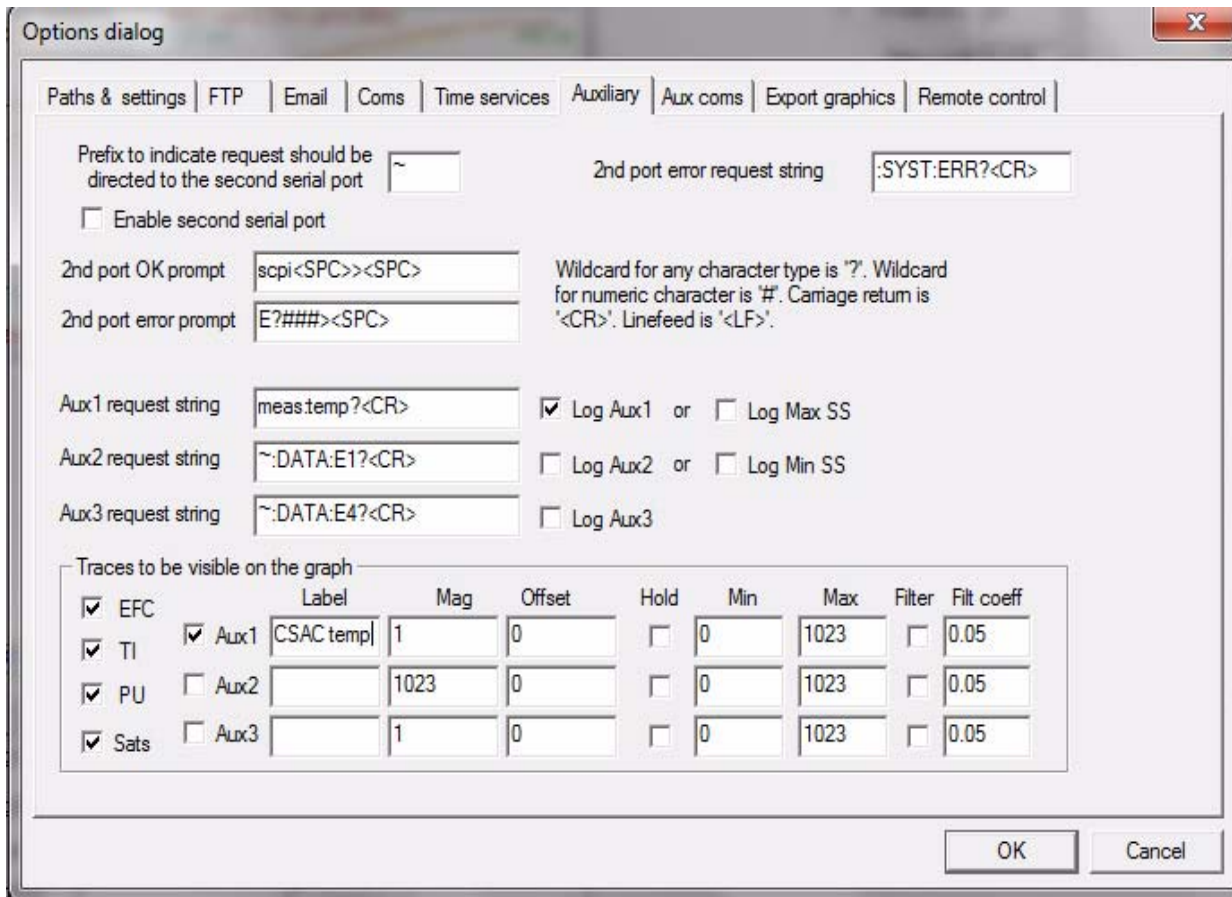 Options dialog
Paths & settings FTP Email Coms Time services Auxiliary Aux coms Export graphics Remote control
Prefix to indicate request should be
directed to the second serial port ~ 2nd port error request string :SYST:ERR?<CR>
Enable second serial port
2nd port OK prompt scpi<SPC>><SPC> Wildcard for any character type is '?'. Wildcard
for numeric character is '#'. Carriage return is
2nd port error prompt E?###><SPC> '<CR>'. Linefeed is '<LF>'.
Aux1 request string meas:temp?<CR> Log Aux1 or Log Max SS
Aux2 request string ~:DATA:E1?<CR> Log Aux2 or Log Min SS
Aux3 request string ~:DATA:E4?<CR> Log Aux3
Traces to be visible on the graph
Label Mag Offset Hold Min Max Filter Filt coeff
EFC
Aux1 CSAC temp 1 0 0 1023 0.05
TI
Aux2 1023 0 0 1023 0.05
PU
Aux3 1 0 0 1023 0.05
Sats
OK Cancel